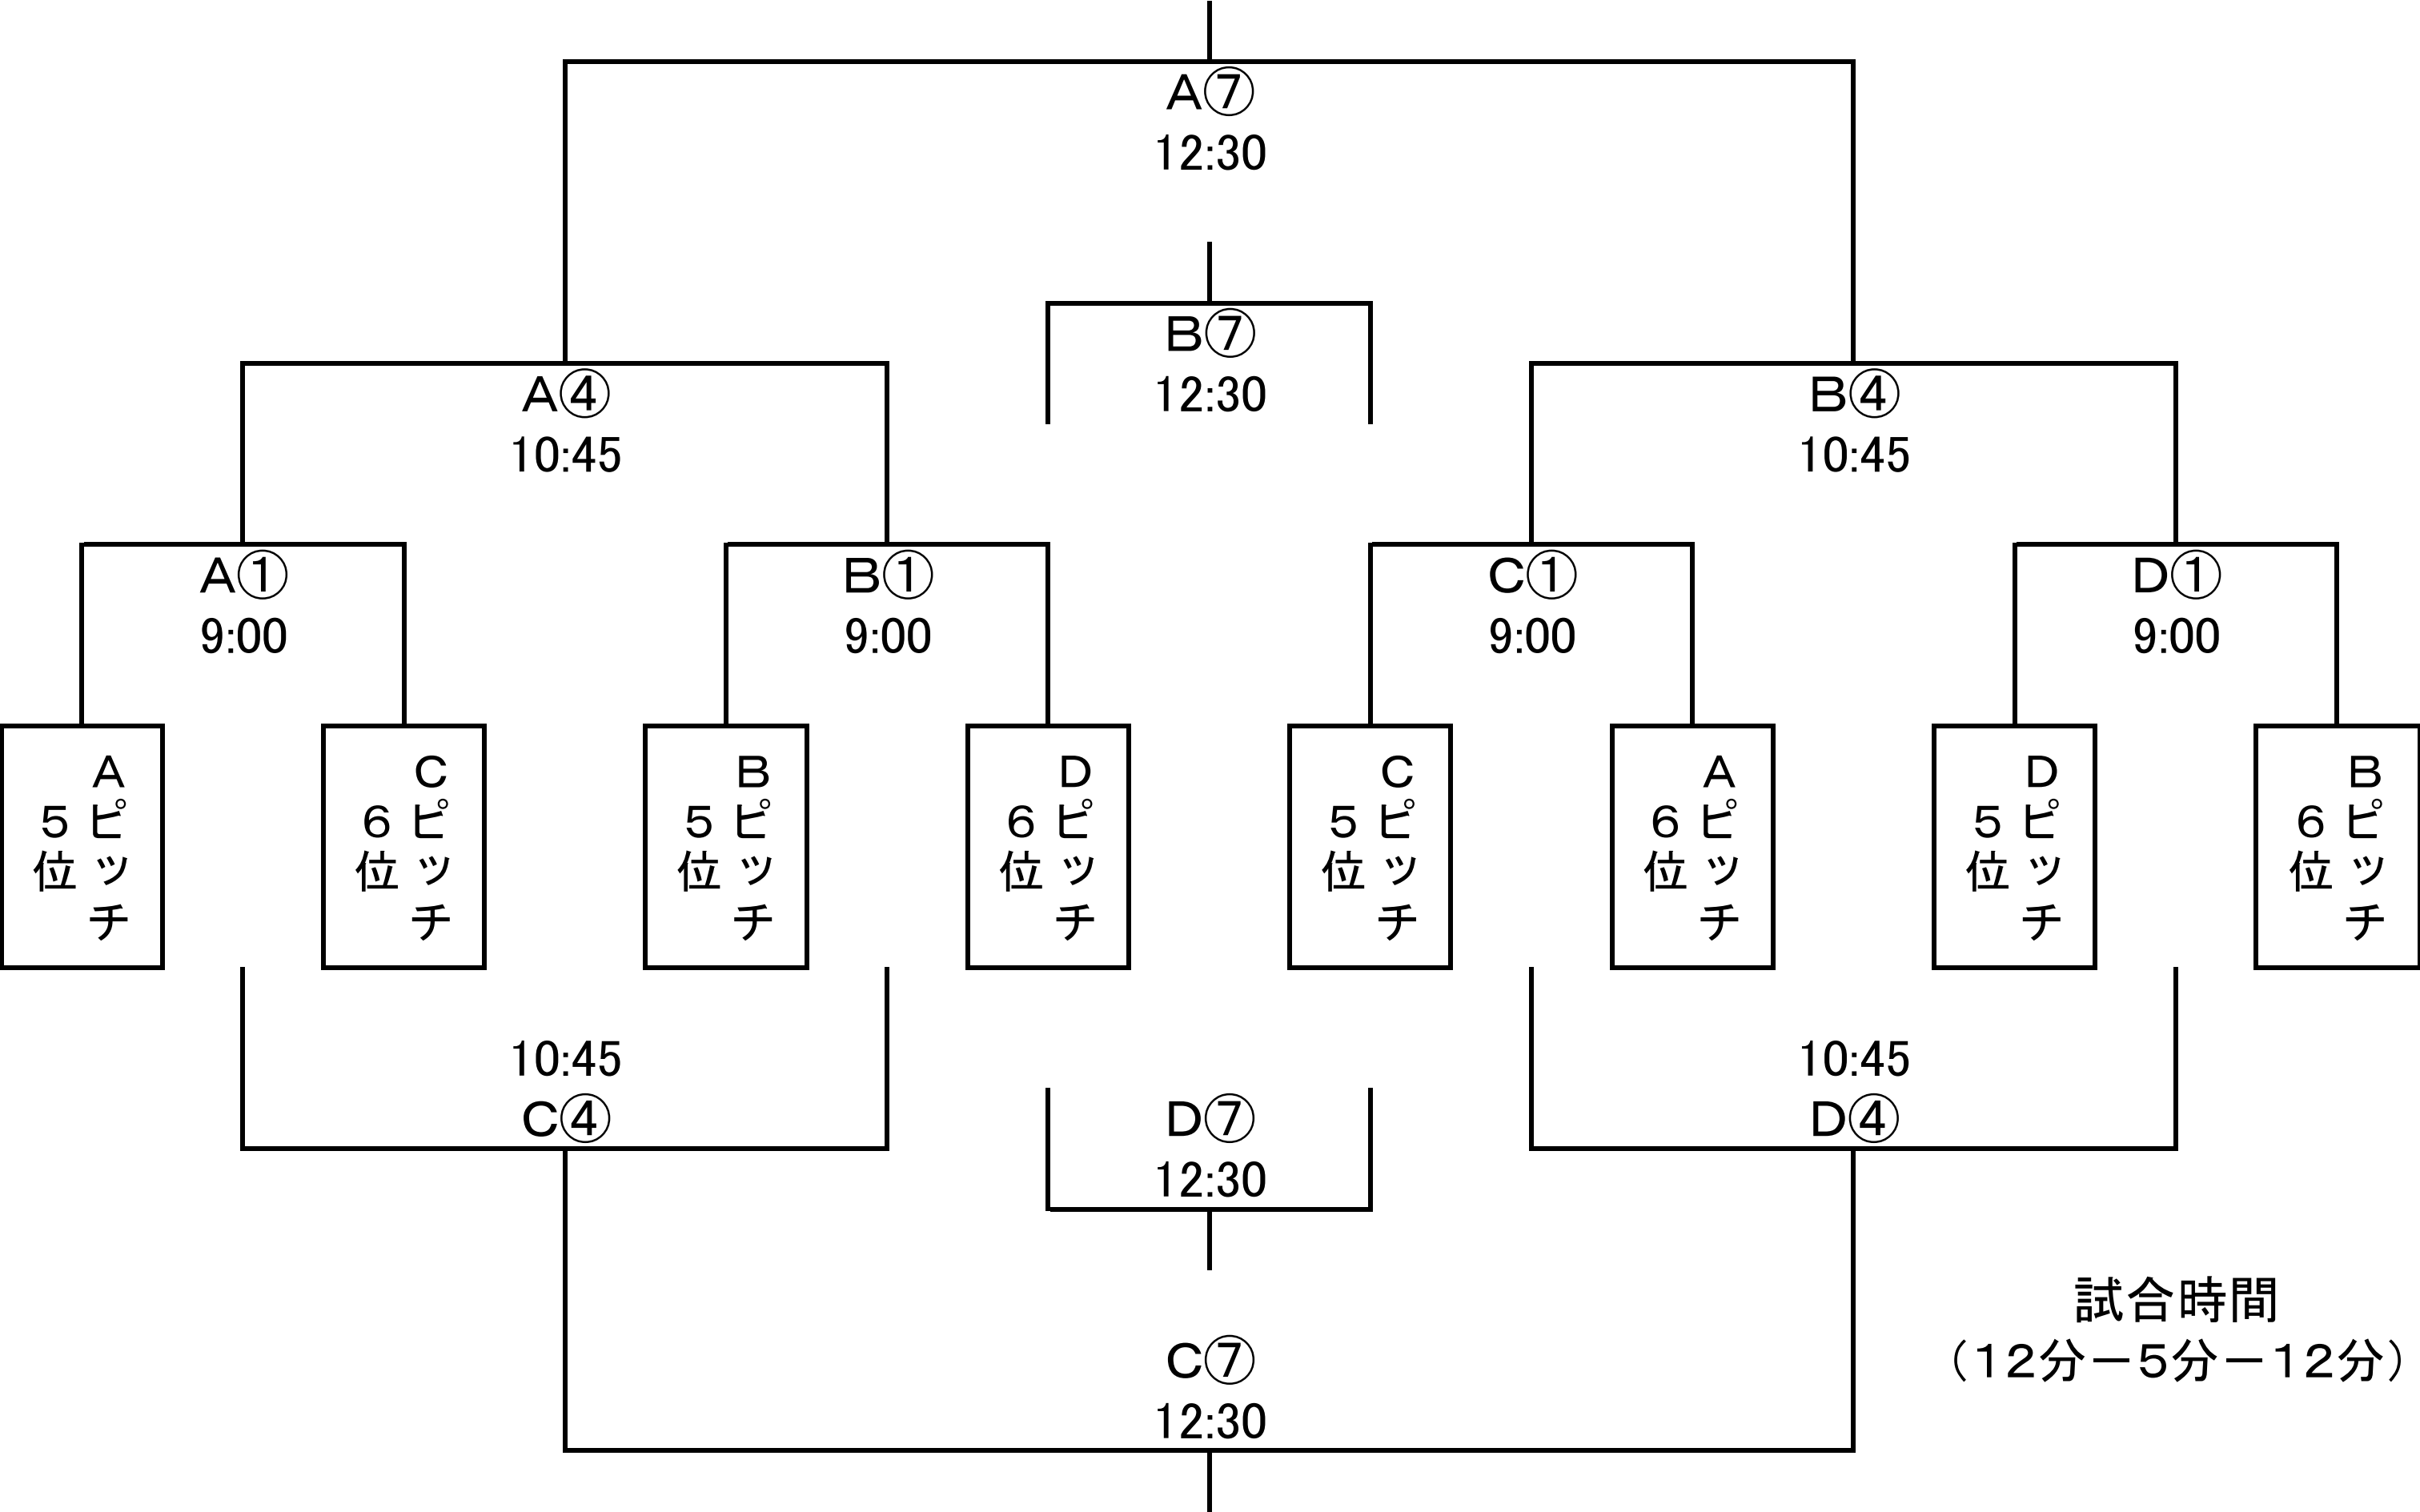 A⑦
12:30
B⑦
12:30
A④
10:45
B④
10:45
A①
9:00
B①
9:00
C①
9:00
D①
9:00
Aピッチ
5位
Cピッチ
6位
Bピッチ
5位
Dピッチ
6位
Cピッチ
5位
Aピッチ
6位
Dピッチ
5位
Bピッチ
6位
10:45
C④
10:45
D④
D⑦
12:30
C⑦
12:30
試合時間
（12分－5分－12分）